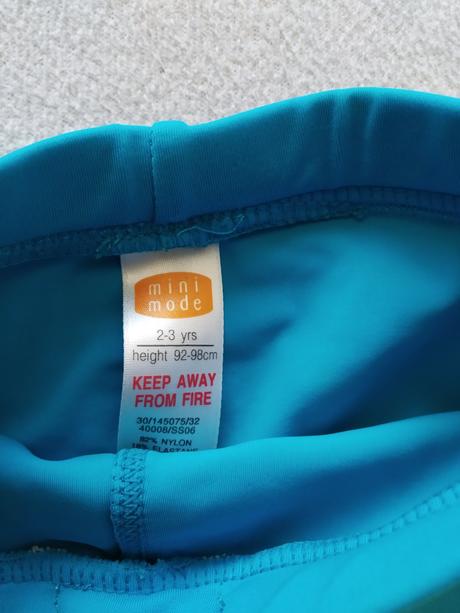 mini
mode
2-3 yrs
height 92-98cm
KEEP AWAY
FROM FIRE
30/145075/32
40008/SS06
82% NYLON
18% ELASTANE